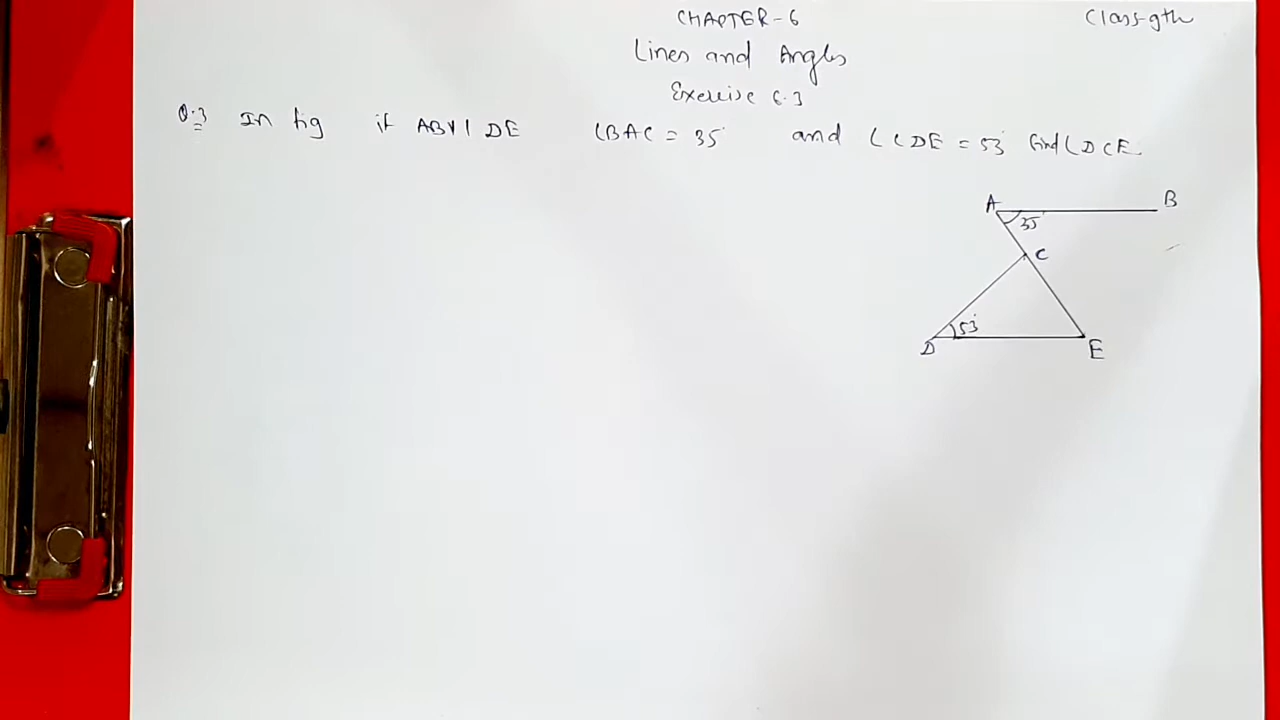 CHAPTER-6
Class-9th
Lines and Angles
Exercise 6.3
Q.3 In fig if AB || DE ∠BAC = 35° and ∠CDE = 53° find ∠DCE
A B
35°
C
53°
D E